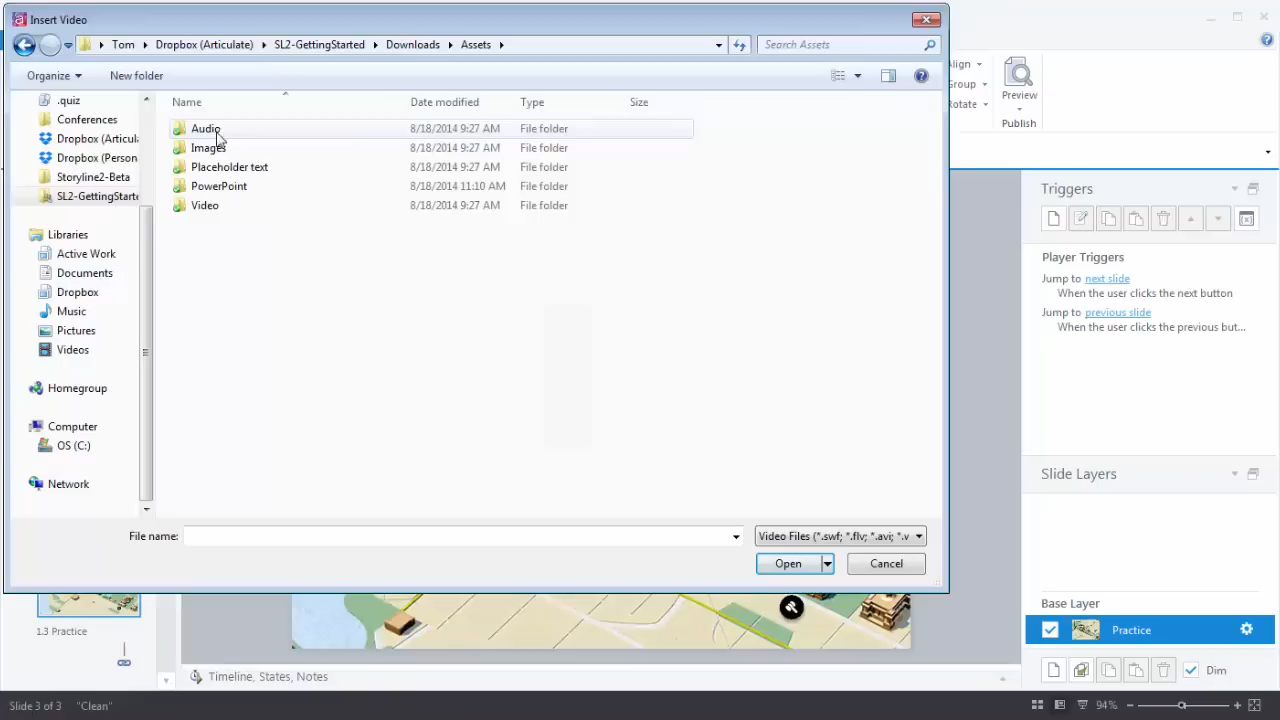 Insert Video
Tom Dropbox (Articulate) SL2-GettingStarted Downloads Assets
Search Assets
Organize New folder
.quiz
Conferences
Dropbox (Articul
Dropbox (Person
Storyline2-Beta
SL2-GettingStarte
Libraries
Active Work
Documents
Dropbox
Music
Pictures
Videos
Homegroup
Computer
OS (C:)
Network
Name Date modified Type Size
Audio 8/18/2014 9:27 AM File folder
Images 8/18/2014 9:27 AM File folder
Placeholder text 8/18/2014 9:27 AM File folder
PowerPoint 8/18/2014 11:10 AM File folder
Video 8/18/2014 9:27 AM File folder
File name:
Video Files (*.swf; *.flv; *.avi; *.v
Open Cancel
Align
Group
Rotate
Preview
Publish
Triggers
Player Triggers
Jump to next slide
When the user clicks the next button
Jump to previous slide
When the user clicks the previous but...
Slide Layers
Base Layer
Practice
Dim
1.3 Practice
Timeline, States, Notes
Slide 3 of 3 "Clean"
94%